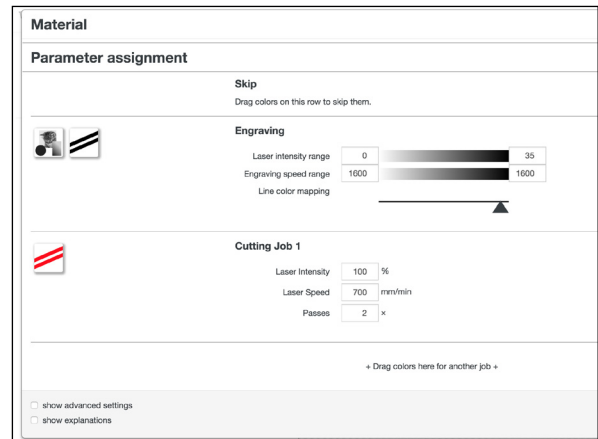 Material
Parameter assignment
Skip
Drag colors on this row to skip them.
Engraving
Laser intensity range 0 35
Engraving speed range 1600 1600
Line color mapping
Cutting Job 1
Laser Intensity 100 %
Laser Speed 700 mm/min
Passes 2 ×
+ Drag colors here for another job +
show advanced settings
show explanations